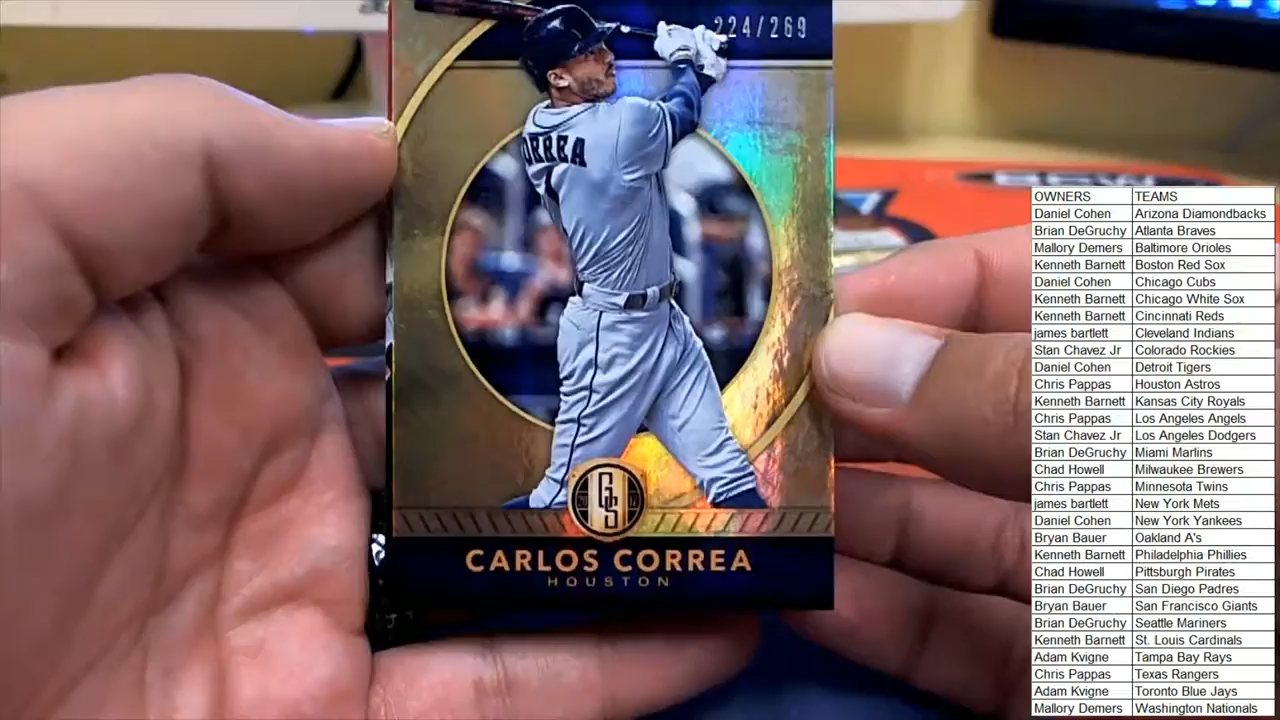 224/269
ORREA
1
GS
CARLOS CORREA
HOUSTON
OWNERS TEAMS
Daniel Cohen Arizona Diamondbacks
Brian DeGruchy Atlanta Braves
Mallory Demers Baltimore Orioles
Kenneth Barnett Boston Red Sox
Daniel Cohen Chicago Cubs
Kenneth Barnett Chicago White Sox
Kenneth Barnett Cincinnati Reds
james bartlett Cleveland Indians
Stan Chavez Jr Colorado Rockies
Daniel Cohen Detroit Tigers
Chris Pappas Houston Astros
Kenneth Barnett Kansas City Royals
Chris Pappas Los Angeles Angels
Stan Chavez Jr Los Angeles Dodgers
Brian DeGruchy Miami Marlins
Chad Howell Milwaukee Brewers
Chris Pappas Minnesota Twins
james bartlett New York Mets
Daniel Cohen New York Yankees
Bryan Bauer Oakland A's
Kenneth Barnett Philadelphia Phillies
Chad Howell Pittsburgh Pirates
Brian DeGruchy San Diego Padres
Bryan Bauer San Francisco Giants
Brian DeGruchy Seattle Mariners
Kenneth Barnett St. Louis Cardinals
Adam Kvigne Tampa Bay Rays
Chris Pappas Texas Rangers
Adam Kvigne Toronto Blue Jays
Mallory Demers Washington Nationals